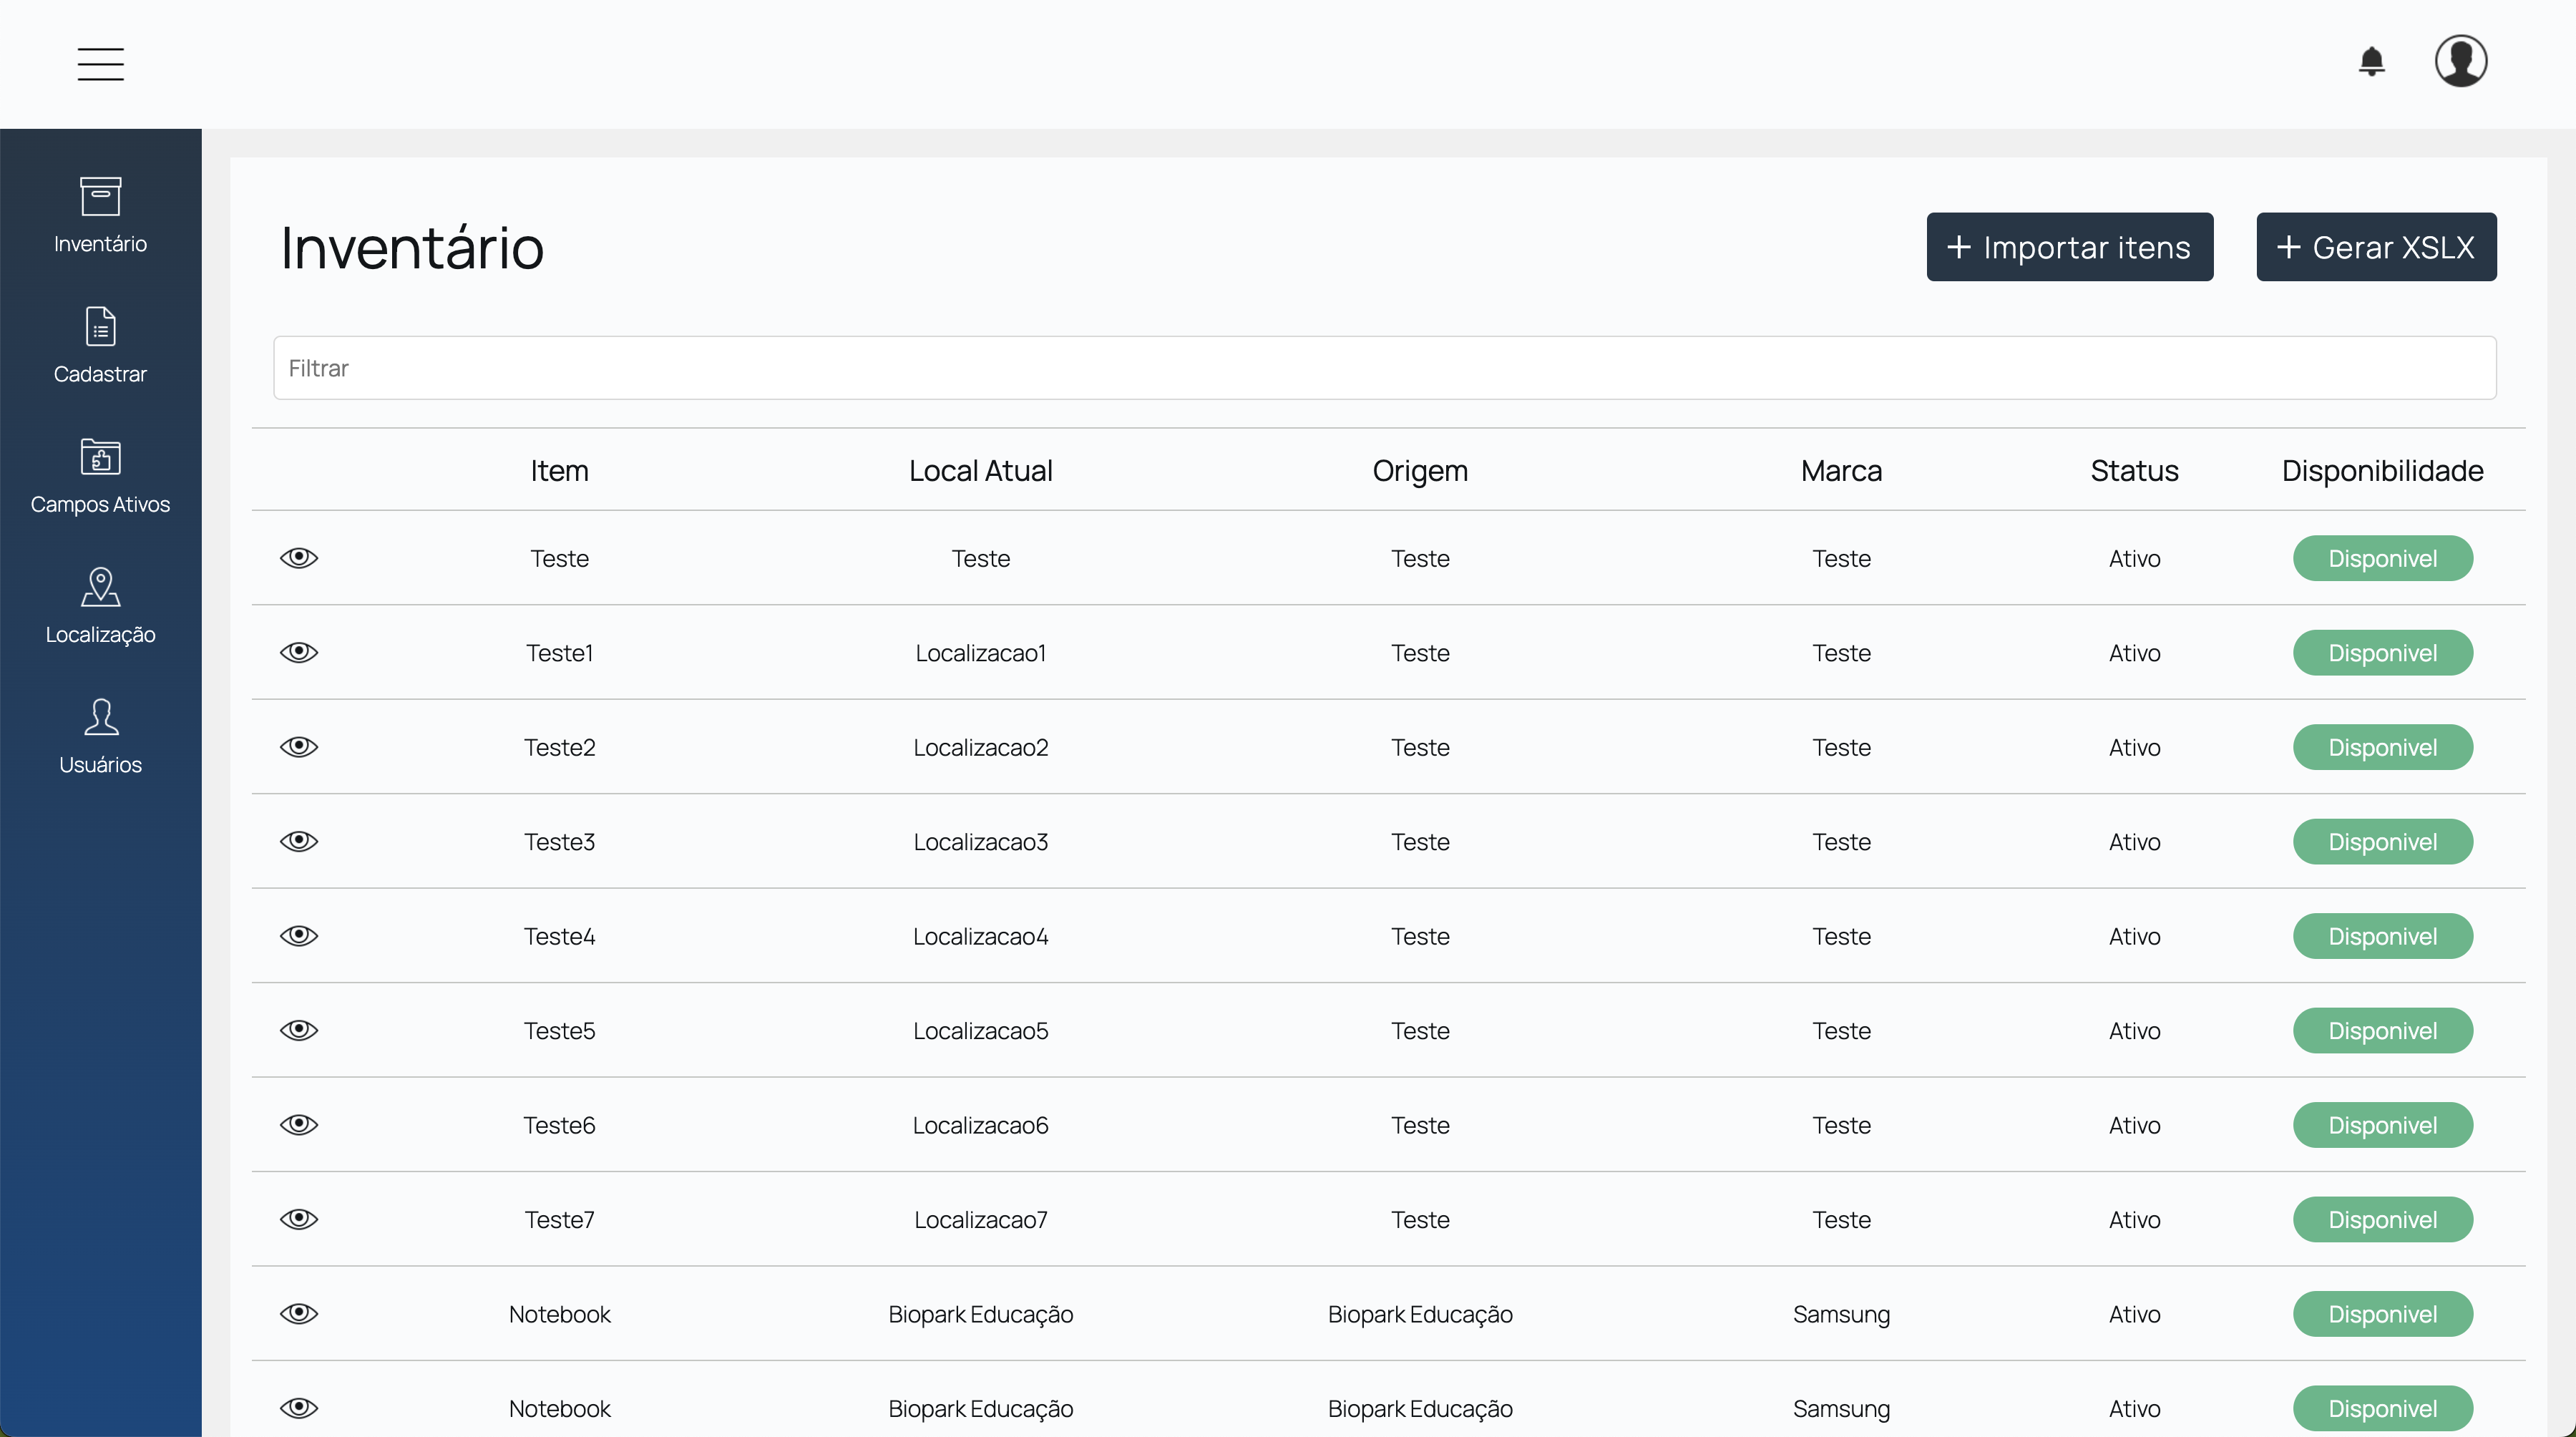 Inventário
Cadastrar
Campos Ativos
Localização
Usuários
Inventário
+ Importar itens
+ Gerar XSLX
Filtrar
Item Local Atual Origem Marca Status Disponibilidade
Teste Teste Teste Teste Ativo Disponivel
Teste1 Localizacao1 Teste Teste Ativo Disponivel
Teste2 Localizacao2 Teste Teste Ativo Disponivel
Teste3 Localizacao3 Teste Teste Ativo Disponivel
Teste4 Localizacao4 Teste Teste Ativo Disponivel
Teste5 Localizacao5 Teste Teste Ativo Disponivel
Teste6 Localizacao6 Teste Teste Ativo Disponivel
Teste7 Localizacao7 Teste Teste Ativo Disponivel
Notebook Biopark Educação Biopark Educação Samsung Ativo Disponivel
Notebook Biopark Educação Biopark Educação Samsung Ativo Disponivel